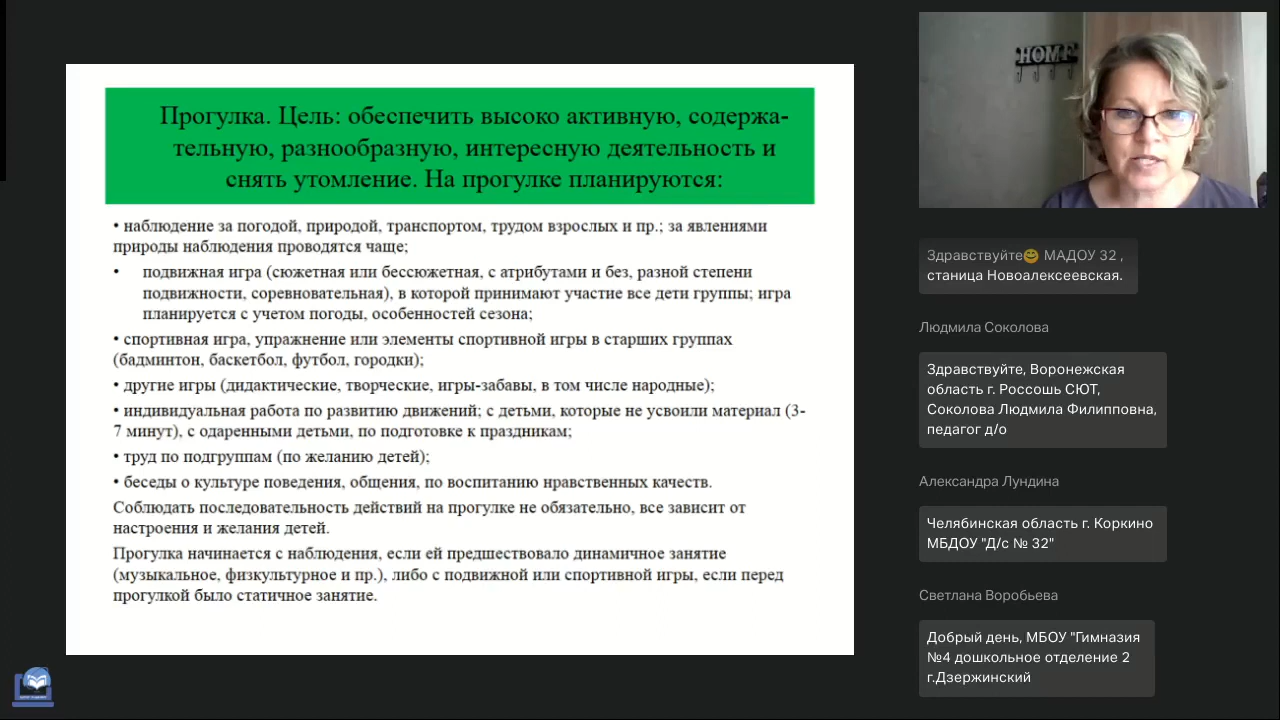 Прогулка. Цель: обеспечить высоко активную, содержа-
тельную, разнообразную, интересную деятельность и
снять утомление. На прогулке планируются:
• наблюдение за погодой, природой, транспортом, трудом взрослых и пр.; за явлениями
природы наблюдения проводятся чаще;
• подвижная игра (сюжетная или бессюжетная, с атрибутами и без, разной степени
подвижности, соревновательная), в которой принимают участие все дети группы; игра
планируется с учетом погоды, особенностей сезона;
• спортивная игра, упражнение или элементы спортивной игры в старших группах
(бадминтон, баскетбол, футбол, городки);
• другие игры (дидактические, творческие, игры-забавы, в том числе народные);
• индивидуальная работа по развитию движений; с детьми, которые не усвоили материал (3-
7 минут), с одаренными детьми, по подготовке к праздникам;
• труд по подгруппам (по желанию детей);
• беседы о культуре поведения, общения, по воспитанию нравственных качеств.
Соблюдать последовательность действий на прогулке не обязательно, все зависит от
настроения и желания детей.
Прогулка начинается с наблюдения, если ей предшествовало динамичное занятие
(музыкальное, физкультурное и пр.), либо с подвижной или спортивной игры, если перед
прогулкой было статичное занятие.
HOME
Здравствуйте😊 МАДОУ 32 ,
станица Новоалексеевская.
Людмила Соколова
Здравствуйте, Воронежская
область г. Россошь СЮТ,
Соколова Людмила Филипповна,
педагог д/о
Александра Лундина
Челябинская область г. Коркино
МБДОУ "Д/с № 32"
Светлана Воробьева
Добрый день, МБОУ "Гимназия
№4 дошкольное отделение 2
г.Дзержинский